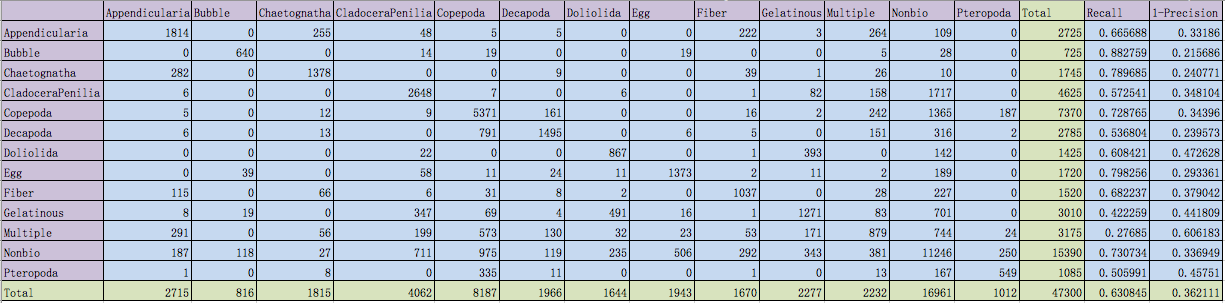 Appendicularia Bubble Chaetognatha CladoceraPenilia Copepoda Decapoda Doliolida Egg Fiber Gelatinous Multiple Nonbio Pteropoda Total Recall 1-Precision
Appendicularia 1814 0 255 48 5 5 0 0 222 3 264 109 0 2725 0.665688 0.33186
Bubble 0 640 0 14 19 0 0 19 0 0 5 28 0 725 0.882759 0.215686
Chaetognatha 282 0 1378 0 0 9 0 0 39 1 26 10 0 1745 0.789685 0.240771
CladoceraPenilia 6 0 0 2648 7 0 6 0 1 82 158 1717 0 4625 0.572541 0.348104
Copepoda 5 0 12 9 5371 161 0 0 16 2 242 1365 187 7370 0.728765 0.34396
Decapoda 6 0 13 0 791 1495 0 6 5 0 151 316 2 2785 0.536804 0.239573
Doliolida 0 0 0 22 0 0 867 0 1 393 0 142 0 1425 0.608421 0.472628
Egg 0 39 0 58 11 24 11 1373 2 11 2 189 0 1720 0.798256 0.293361
Fiber 115 0 66 6 31 8 2 0 1037 0 28 227 0 1520 0.682237 0.379042
Gelatinous 8 19 0 347 69 4 491 16 1 1271 83 701 0 3010 0.422259 0.441809
Multiple 291 0 56 199 573 130 32 23 53 171 879 744 24 3175 0.27685 0.606183
Nonbio 187 118 27 711 975 119 235 506 292 343 381 11246 250 15390 0.730734 0.336949
Pteropoda 1 0 8 0 335 11 0 0 1 0 13 167 549 1085 0.505991 0.45751
Total 2715 816 1815 4062 8187 1966 1644 1943 1670 2277 2232 16961 1012 47300 0.630845 0.362111